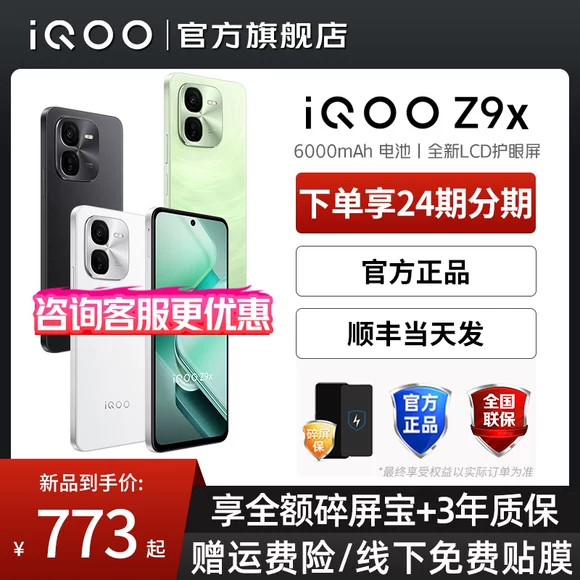 iQOO | 官方旗舰店
iQOO Z9x
6000mAh 电池 | 全新LCD护眼屏
下单享24期分期
官方正品
顺丰当天发
咨询客服更优惠
iQOO Z9x
iQOO
碎屏保
官方正品
全国联保
*最终享受权益以实际订单为准
新品到手价:
¥ 773 起
享全额碎屏宝+3年质保
赠运费险/线下免费贴膜